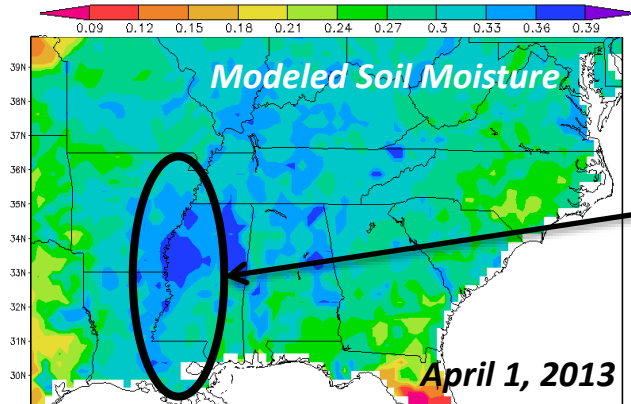 0.09 0.12 0.15 0.18 0.21 0.24 0.27 0.3 0.33 0.36 0.39
Modeled Soil Moisture
39N
38N
37N
36N
35N
34N
33N
32N
31N
30N
April 1, 2013